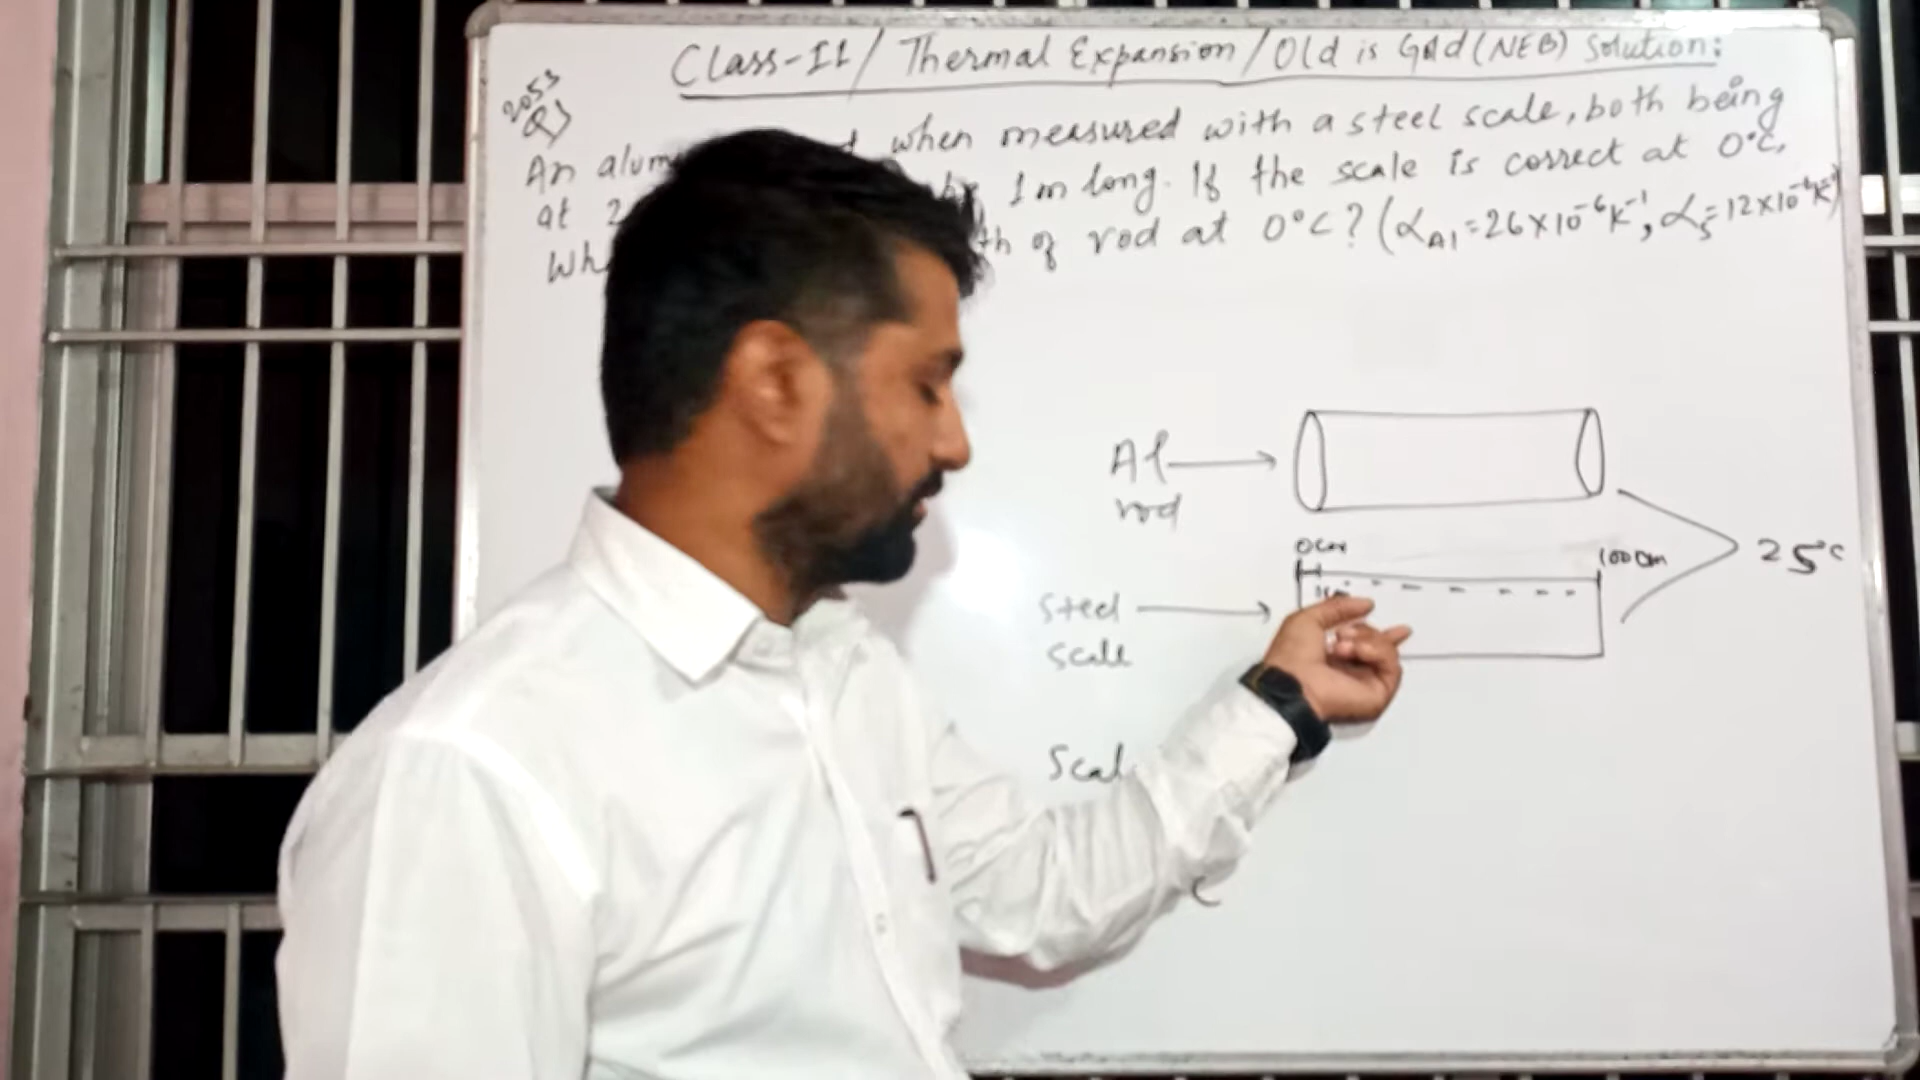 Class-11/Thermal Expansion/Old is Gold(NEB) Solution:
2053
Q)
An alum when measured with a steel scale, both being
at 2 1m long. If the scale is correct at 0°C,
Wh th of rod at 0°C? (αAl=26×10⁻⁶K⁻¹, αs=12×10⁻⁶K⁻¹)
Al
rod
0cm
100cm
25°C
1cm
Steel
scale
Scal